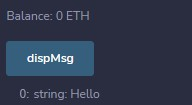 Balance: 0 ETH
dispMsg
0: string: Hello